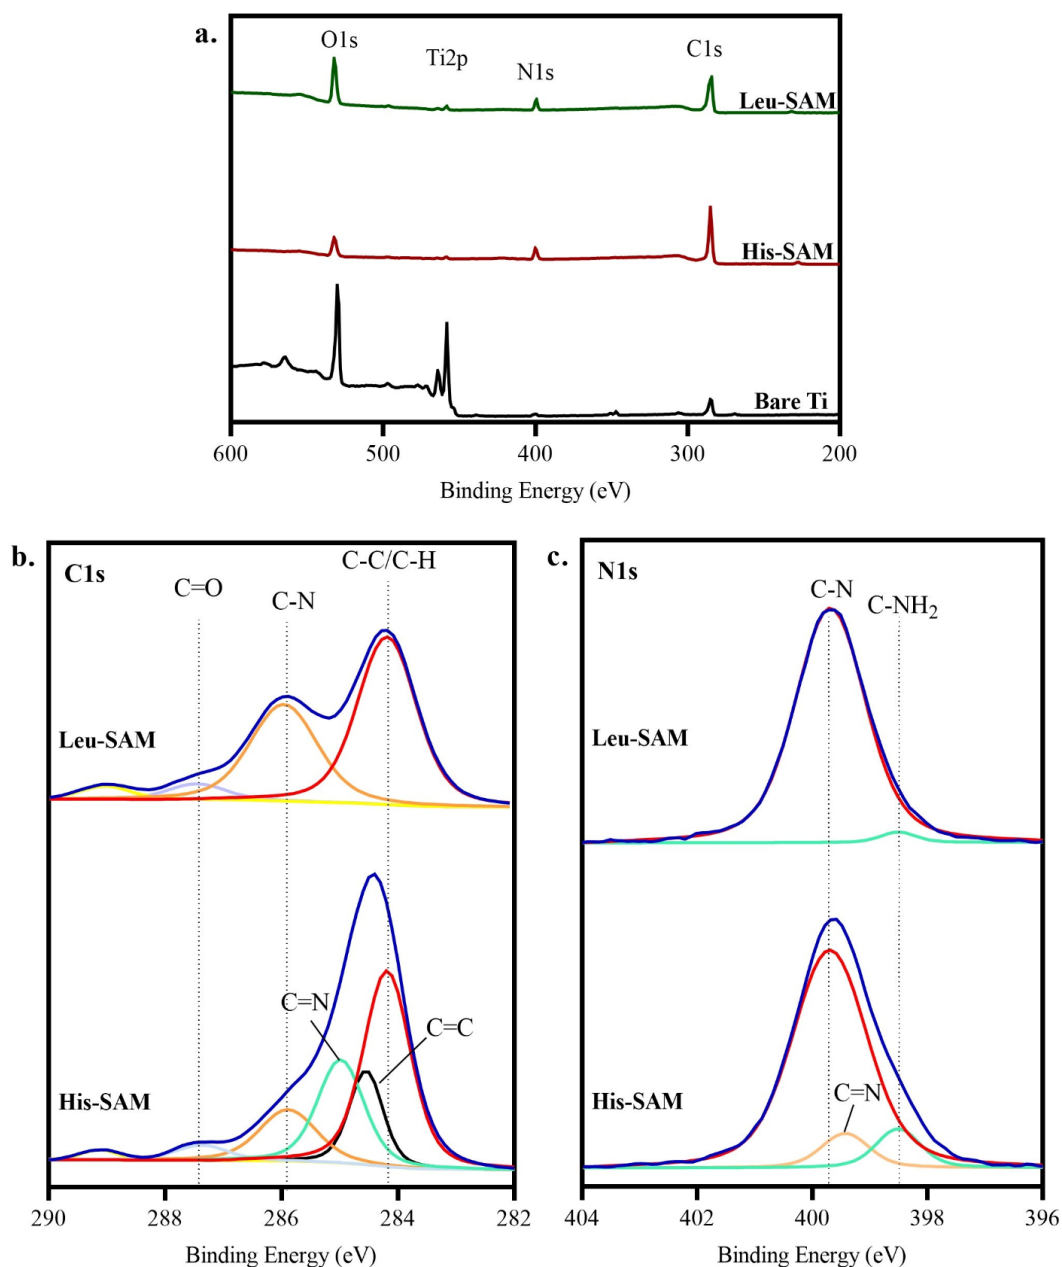 a.
O1s
Ti2p
N1s
C1s
Leu-SAM
His-SAM
Bare Ti
600 500 400 300 200
Binding Energy (eV)
b.
C1s
C=O
C-N
C-C/C-H
Leu-SAM
C=N
C=C
His-SAM
290 288 286 284 282
Binding Energy (eV)
c.
N1s
C-N
C-NH₂
Leu-SAM
C=N
His-SAM
404 402 400 398 396
Binding Energy (eV)